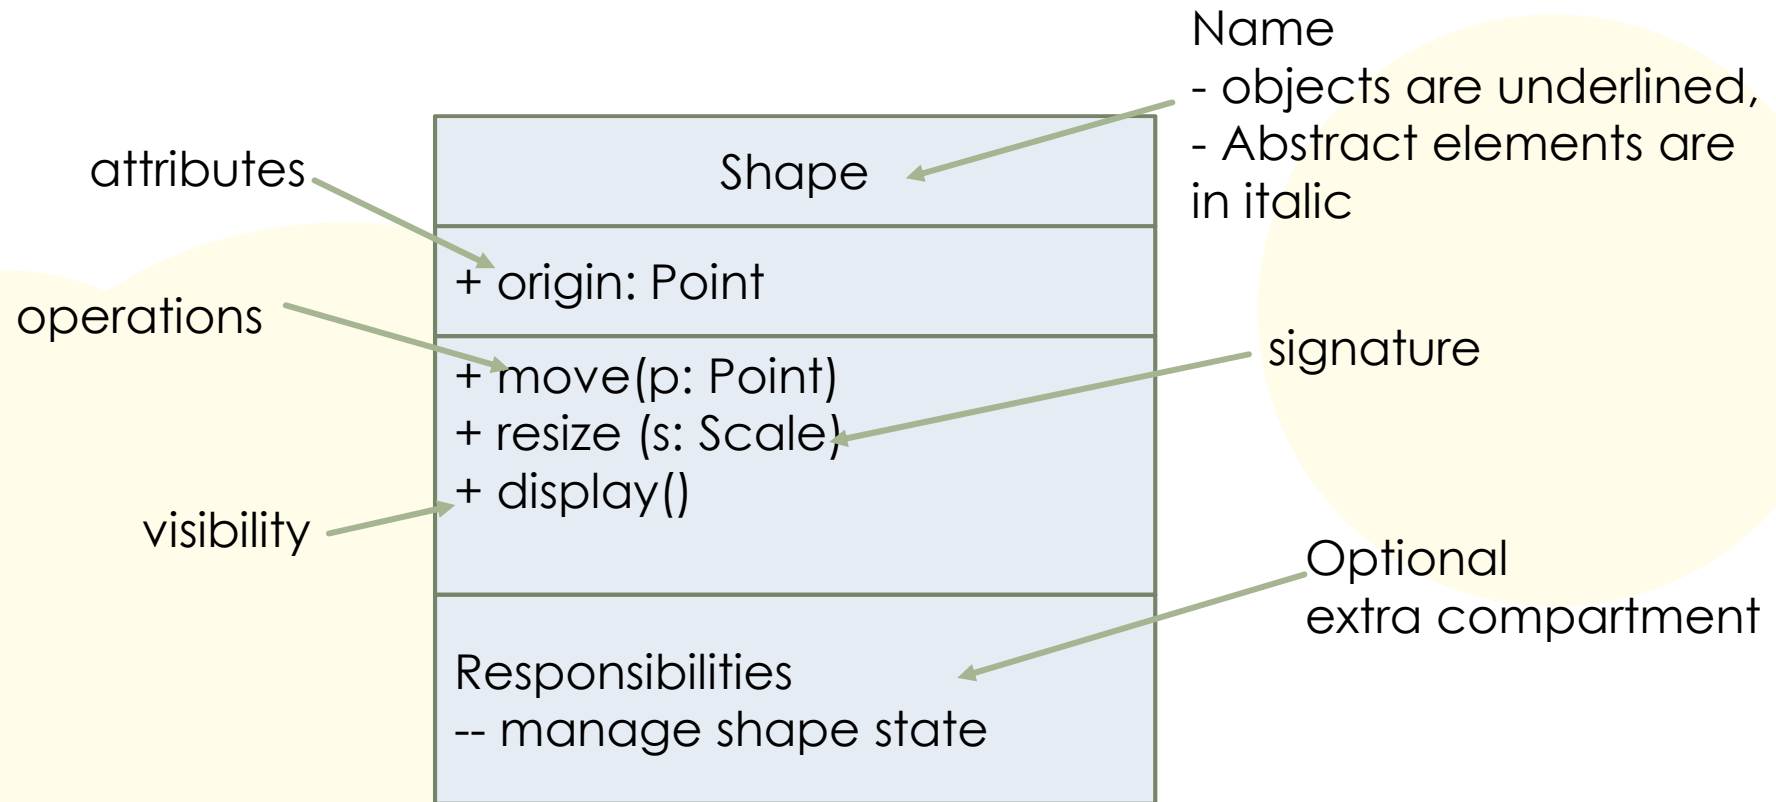 Name
- objects are underlined,
- Abstract elements are
in italic
attributes
Shape
+ origin: Point
operations
+ move(p: Point)
+ resize (s: Scale)
+ display()
signature
visibility
Optional
extra compartment
Responsibilities
-- manage shape state